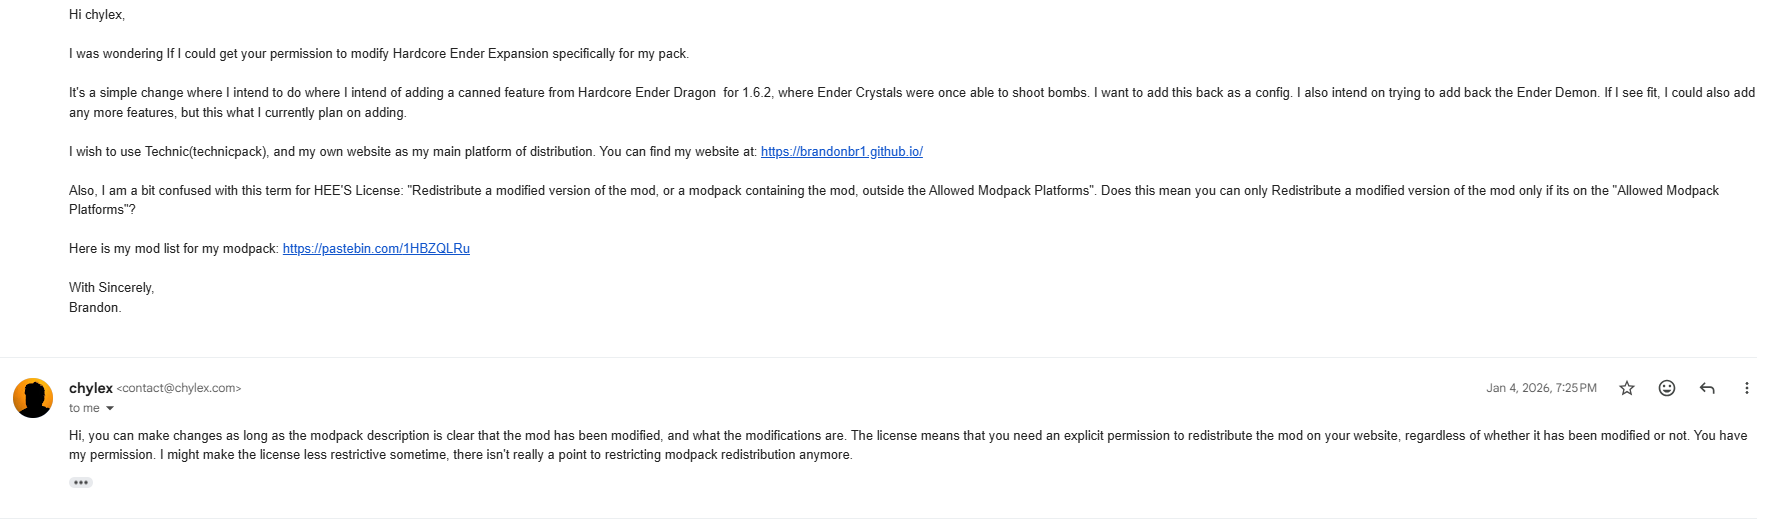 Hi chylex,
I was wondering If I could get your permission to modify Hardcore Ender Expansion specifically for my pack.
It's a simple change where I intend to do where I intend of adding a canned feature from Hardcore Ender Dragon  for 1.6.2, where Ender Crystals were once able to shoot bombs. I want to add this back as a config. I also intend on trying to add back the Ender Demon. If I see fit, I could also add
any more features, but this what I currently plan on adding.
I wish to use Technic(technicpack), and my own website as my main platform of distribution. You can find my website at: https://brandonbr1.github.io/
Also, I am a bit confused with this term for HEE'S License: "Redistribute a modified version of the mod, or a modpack containing the mod, outside the Allowed Modpack Platforms". Does this mean you can only Redistribute a modified version of the mod only if its on the "Allowed Modpack
Platforms"?
Here is my mod list for my modpack: https://pastebin.com/1HBZQLRu
With Sincerely,
Brandon.
chylex <contact@chylex.com>
Jan 4, 2026, 7:25 PM
to me
Hi, you can make changes as long as the modpack description is clear that the mod has been modified, and what the modifications are. The license means that you need an explicit permission to redistribute the mod on your website, regardless of whether it has been modified or not. You have
my permission. I might make the license less restrictive sometime, there isn't really a point to restricting modpack redistribution anymore.